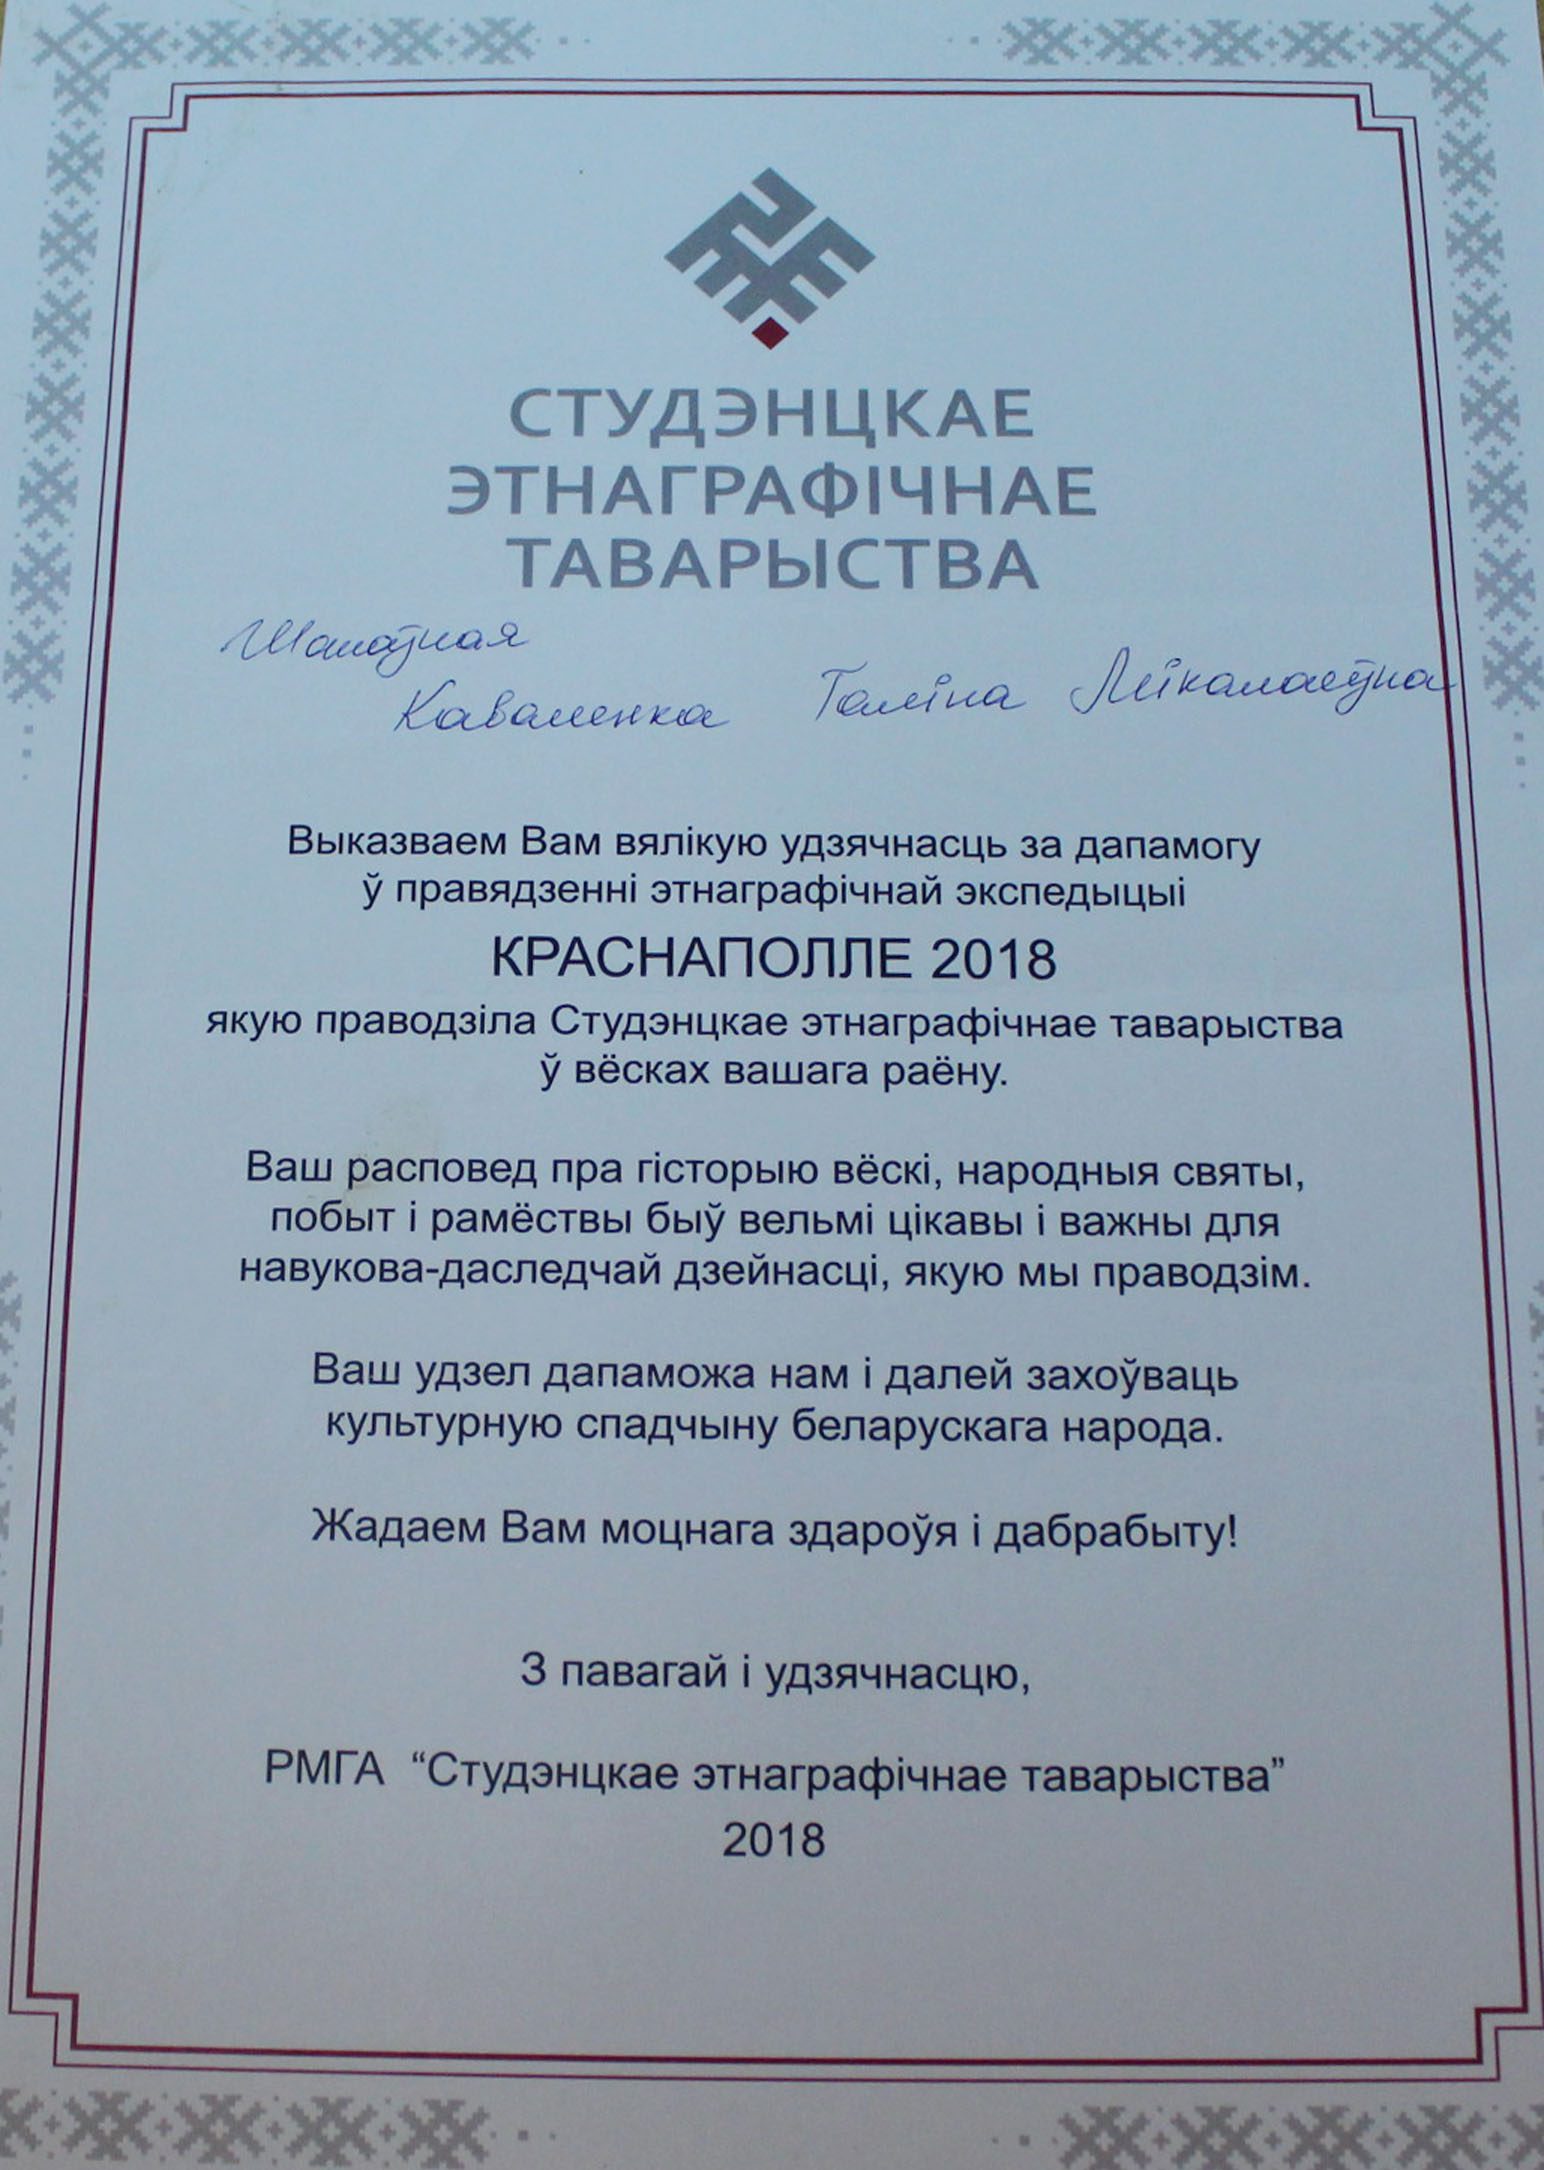 СТУДЭНЦКАЕ
ЭТНАГРАФІЧНАЕ
ТАВАРЫСТВА
Шаноўная
Каваленка Галіна Мікалаеўна
Выказваем Вам вялікую удзячнасць за дапамогу
ў правядзенні этнаграфічнай экспедыцыі
КРАСНАПОЛЛЕ 2018
якую праводзіла Студэнцкае этнаграфічнае таварыства
ў вёсках вашага раёну.
Ваш расповед пра гісторыю вёскі, народныя святы,
побыт і рамёствы быў вельмі цікавы і важны для
навукова-даследчай дзейнасці, якую мы праводзім.
Ваш удзел дапаможа нам і далей захоўваць
культурную спадчыну беларускага народа.
Жадаем Вам моцнага здароўя і дабрабыту!
З павагай і удзячнасцю,
РМГА “Студэнцкае этнаграфічнае таварыства”
2018